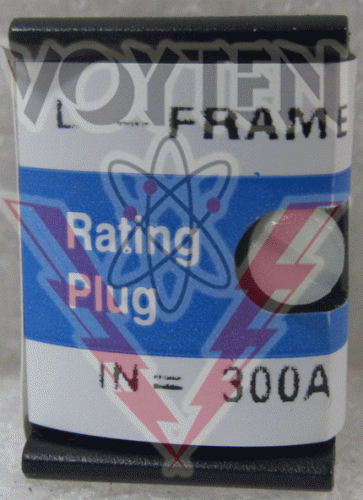 VOYTEN
L - FRAME
Rating
Plug
IN = 300A